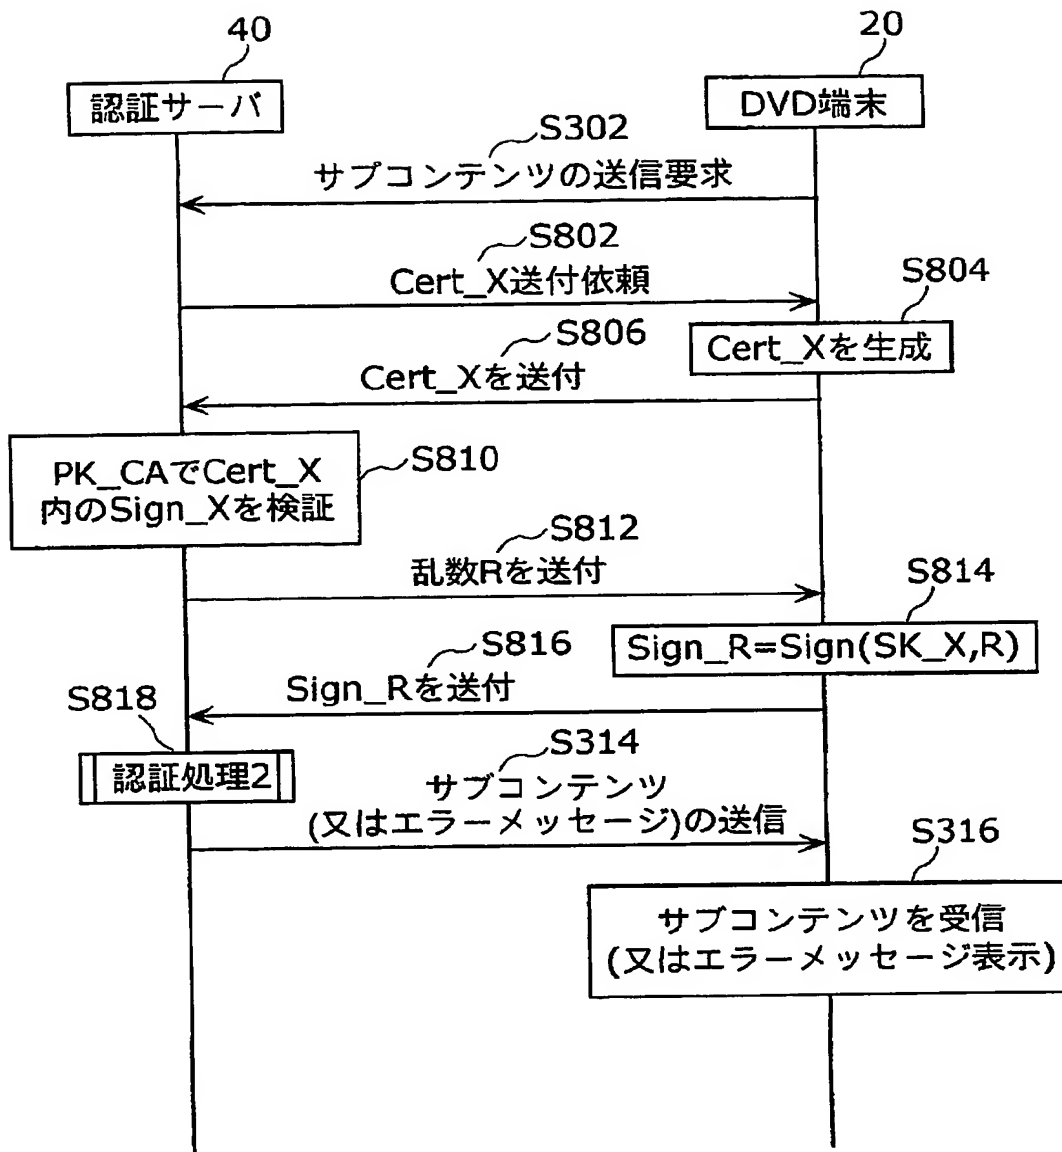 40
20
認証サーバ
DVD端末
S302
サブコンテンツの送信要求
S802
Cert_X送付依頼
S804
Cert_Xを生成
S806
Cert_Xを送付
PK_CAでCert_X
内のSign_Xを検証
S810
S812
乱数Rを送付
S814
Sign_R=Sign(SK_X,R)
S816
Sign_Rを送付
S818
認証処理2
S314
サブコンテンツ
(又はエラーメッセージ)の送信
S316
サブコンテンツを受信
(又はエラーメッセージ表示)